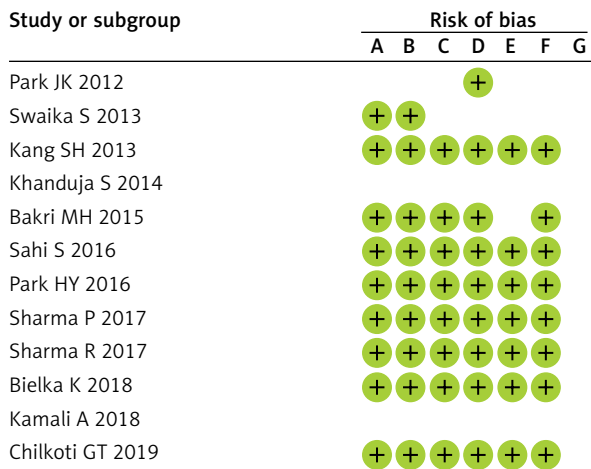 Study or subgroup Risk of bias
A B C D E F G
Park JK 2012 +
Swaika S 2013 + +
Kang SH 2013 + + + + + +
Khanduja S 2014
Bakri MH 2015 + + + + +
Sahi S 2016 + + + + + +
Park HY 2016 + + + + + +
Sharma P 2017 + + + + + +
Sharma R 2017 + + + + + +
Bielka K 2018 + + + + + +
Kamali A 2018
Chilkoti GT 2019 + + + + + +